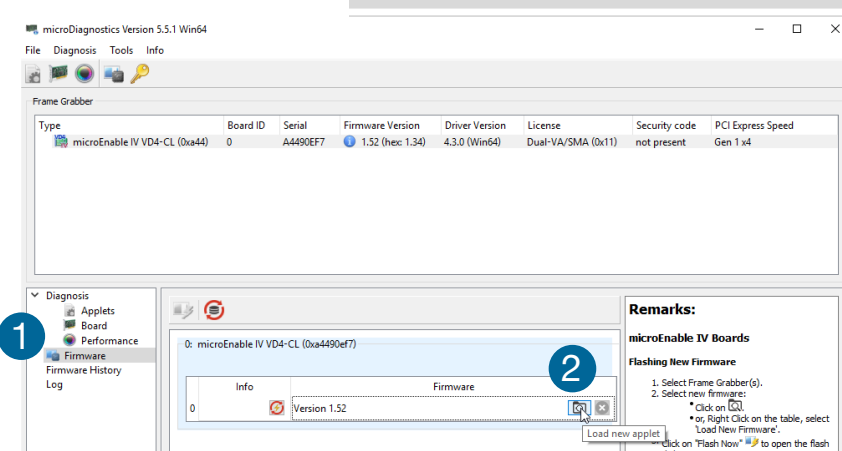 microDiagnostics Version 5.5.1 Win64
File Diagnosis Tools Info
Frame Grabber
Type Board ID Serial Firmware Version Driver Version License Security code PCI Express Speed
microEnable IV VD4-CL (0xa44) 0 A4490EF7 1.52 (hex: 1.34) 4.3.0 (Win64) Dual-VA/SMA (0x11) not present Gen 1 x4
Diagnosis
Applets
Board
Performance
Firmware
Firmware History
Log
1
0: microEnable IV VD4-CL (0xa4490ef7)
2
Info Firmware
0 Version 1.52
Load new applet
Remarks:
microEnable IV Boards
Flashing New Firmware
1. Select Frame Grabber(s).
2. Select new firmware:
Click on .
or, Right Click on the table, select
'Load New Firmware'.
Click on "Flash Now" to open the flash